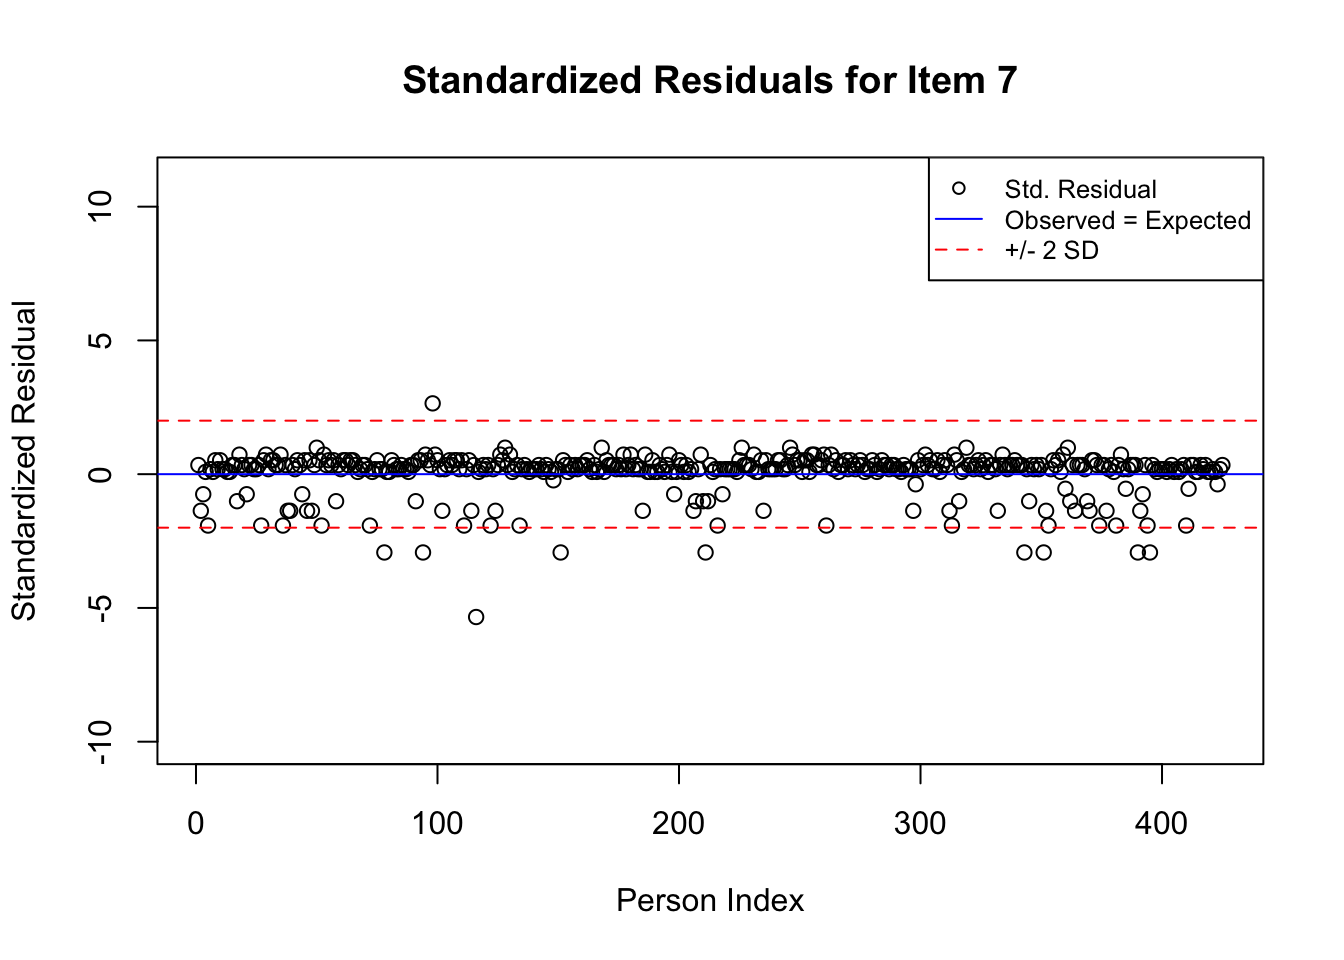 Standardized Residuals for Item 7
Std. Residual
Observed = Expected
+/- 2 SD
Standardized Residual
10
5
0
-5
-10
0 100 200 300 400
Person Index